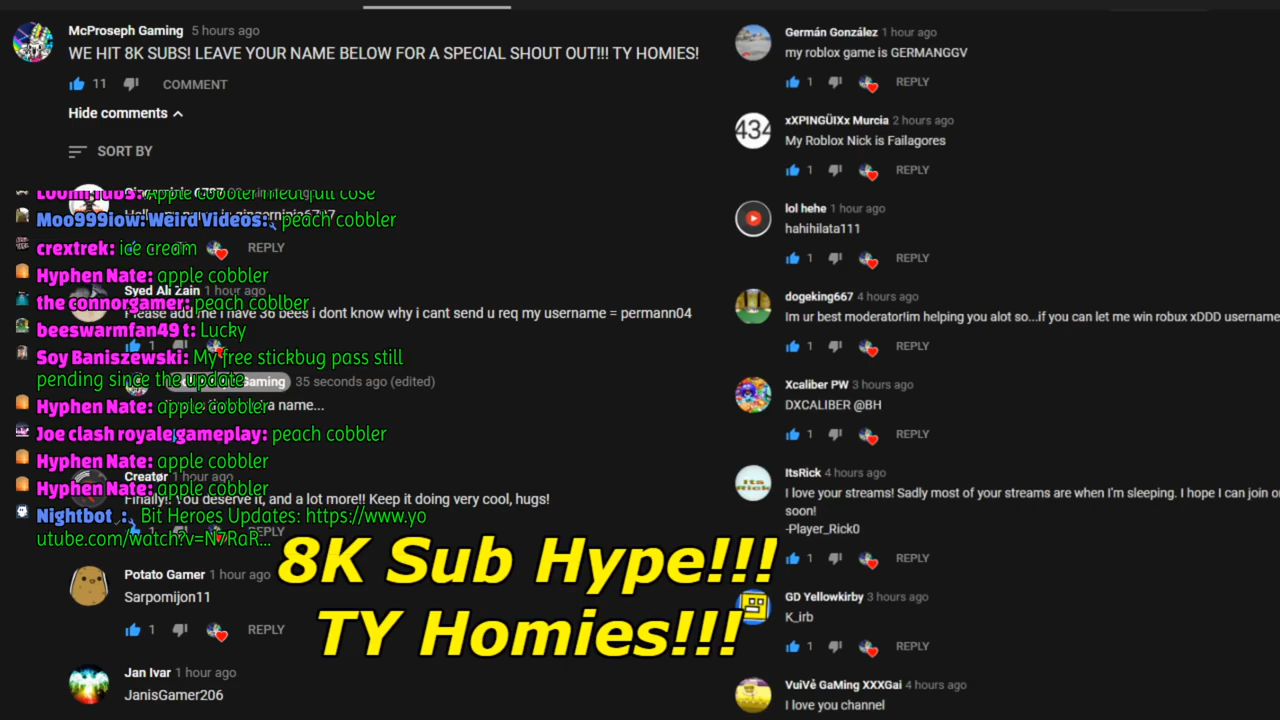 McProseph Gaming 5 hours ago
WE HIT 8K SUBS! LEAVE YOUR NAME BELOW FOR A SPECIAL SHOUT OUT!!! TY HOMIES!
11 COMMENT
Hide comments
SORT BY
peach cobbler
Moo999iow: Weird Videos: peach cobbler
crextrek: ice cream
REPLY
Hyphen Nate: apple cobbler
Syed Ali Zain 1 hour ago
the connorgamer: peach coblber
Please add me i have 36 bees i dont know why i cant send u req my username = permann04
beeswarmfan49 t: Lucky
1
Soy Baniszewski: My free stickbug pass still
pending since the update
Gaming 35 seconds ago (edited)
Hyphen Nate: apple cobbler
a name...
Joe clash royale gameplay: peach cobbler
Hyphen Nate: apple cobbler
Creatør 1 hour ago
Hyphen Nate: apple cobbler
Finally!! You deserve it, and a lot more!! Keep it doing very cool, hugs!
Nightbot : Bit Heroes Updates: https://www.yo
utube.com/watch?v=N7RaR...
REPLY
8K Sub Hype!!!
TY Homies!!!
Potato Gamer 1 hour ago
Sarpomijon11
1 REPLY
Jan Ivar 1 hour ago
JanisGamer206
Germán González 1 hour ago
my roblox game is GERMANGGV
1 REPLY
434
xXPINGÜIXx Murcia 2 hours ago
My Roblox Nick is Failagores
1 REPLY
lol hehe 1 hour ago
hahihilata111
1 REPLY
dogeking667 4 hours ago
Im ur best moderator!im helping you alot so...if you can let me win robux xDDD username
1 REPLY
Xcaliber PW 3 hours ago
DXCALIBER @BH
1 REPLY
ItsRick 4 hours ago
I love your streams! Sadly most of your streams are when I'm sleeping. I hope I can join on
soon!
-Player_Rick0
1 REPLY
GD Yellowkirby 3 hours ago
K_irb
1 REPLY
VuiVẻ GaMing XXXGai 4 hours ago
I love you channel